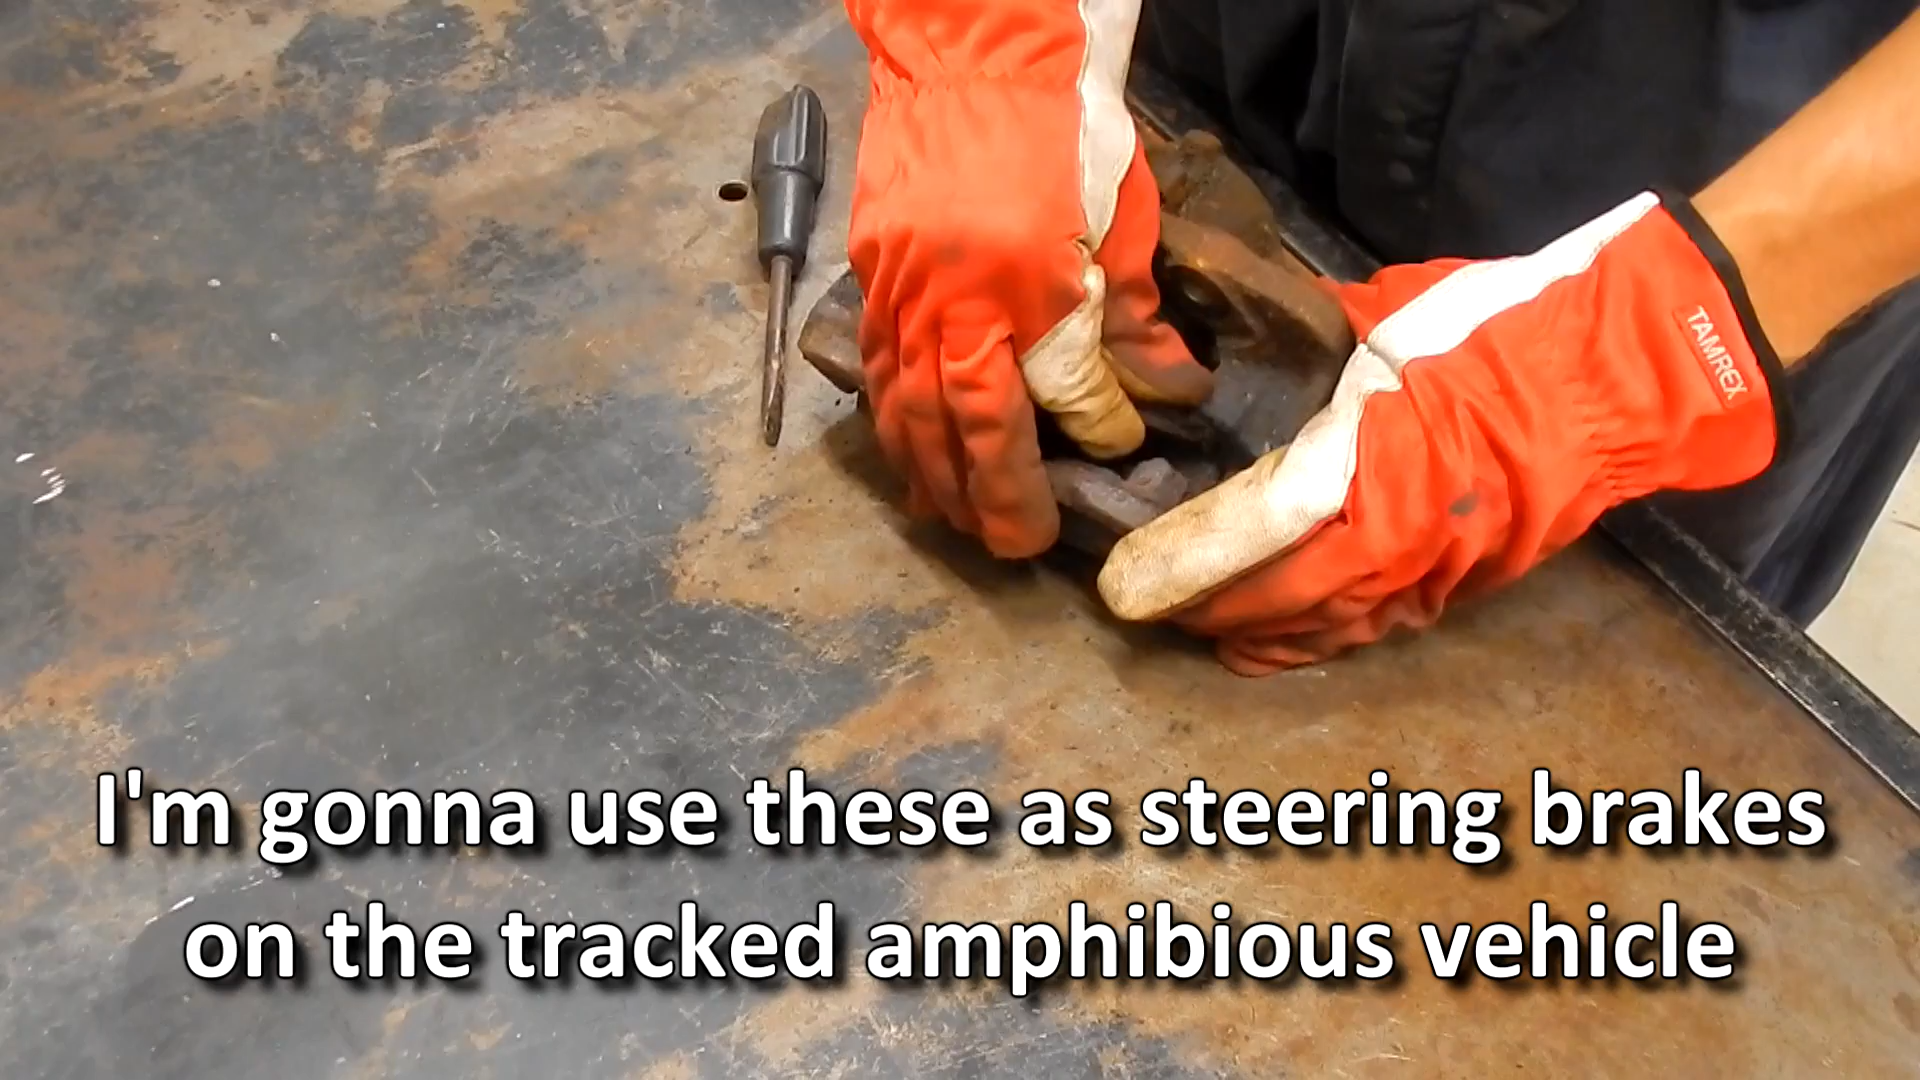 TAMREX
I'm gonna use these as steering brakes
on the tracked amphibious vehicle